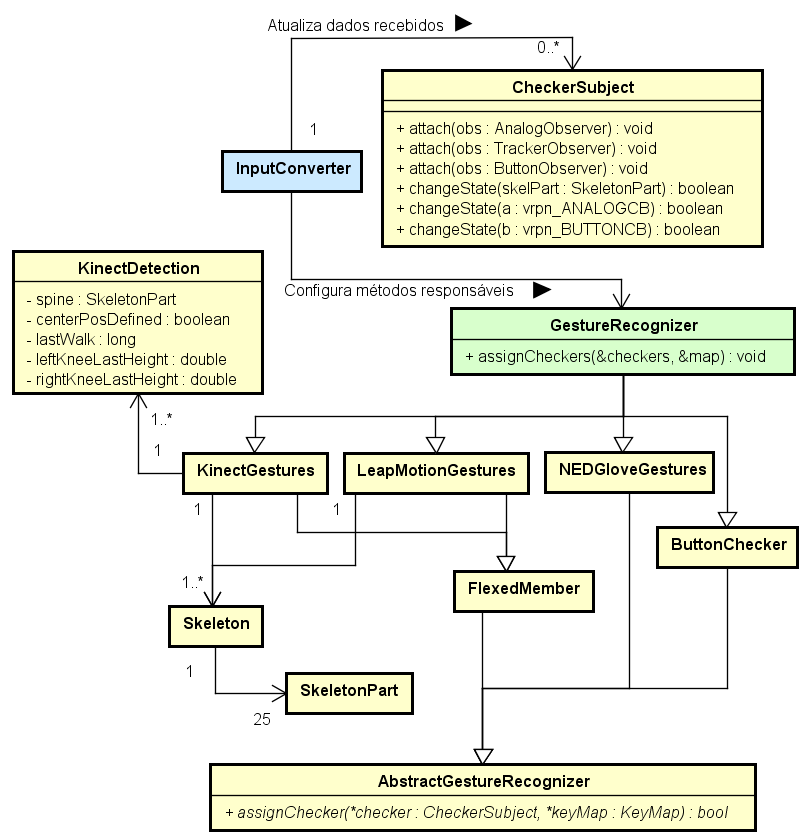 Atualiza dados recebidos
0..*
CheckerSubject
+ attach(obs : AnalogObserver) : void
+ attach(obs : TrackerObserver) : void
+ attach(obs : ButtonObserver) : void
+ changeState(skelPart : SkeletonPart) : boolean
+ changeState(a : vrpn_ANALOGCB) : boolean
+ changeState(b : vrpn_BUTTONCB) : boolean
1
InputConverter
KinectDetection
- spine : SkeletonPart
- centerPosDefined : boolean
- lastWalk : long
- leftKneeLastHeight : double
- rightKneeLastHeight : double
Configura métodos responsáveis
GestureRecognizer
+ assignCheckers(&checkers, &map) : void
1..*
1
KinectGestures
LeapMotionGestures
NEDGloveGestures
1
1
ButtonChecker
1..*
FlexedMember
Skeleton
1
SkeletonPart
25
AbstractGestureRecognizer
+ assignChecker(*checker : CheckerSubject, *keyMap : KeyMap) : bool